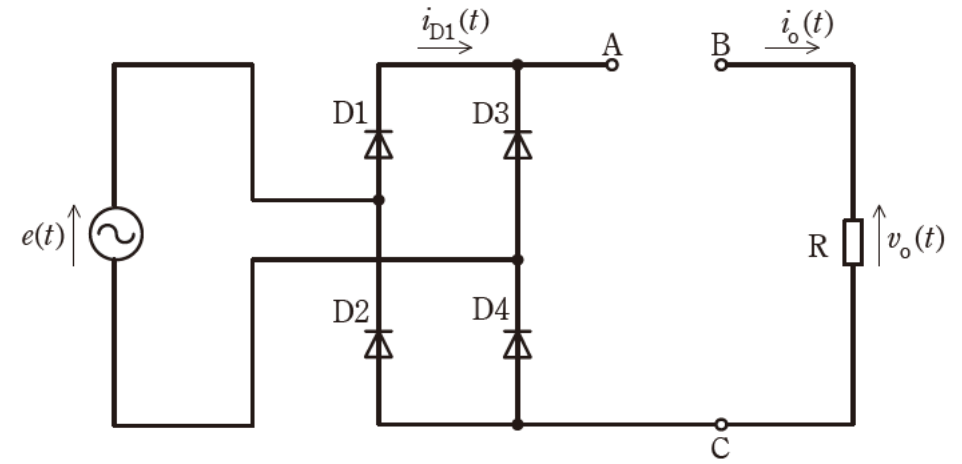 i_D1(t)
i_o(t)
A
B
D1
D3
e(t)
R
v_o(t)
D2
D4
C